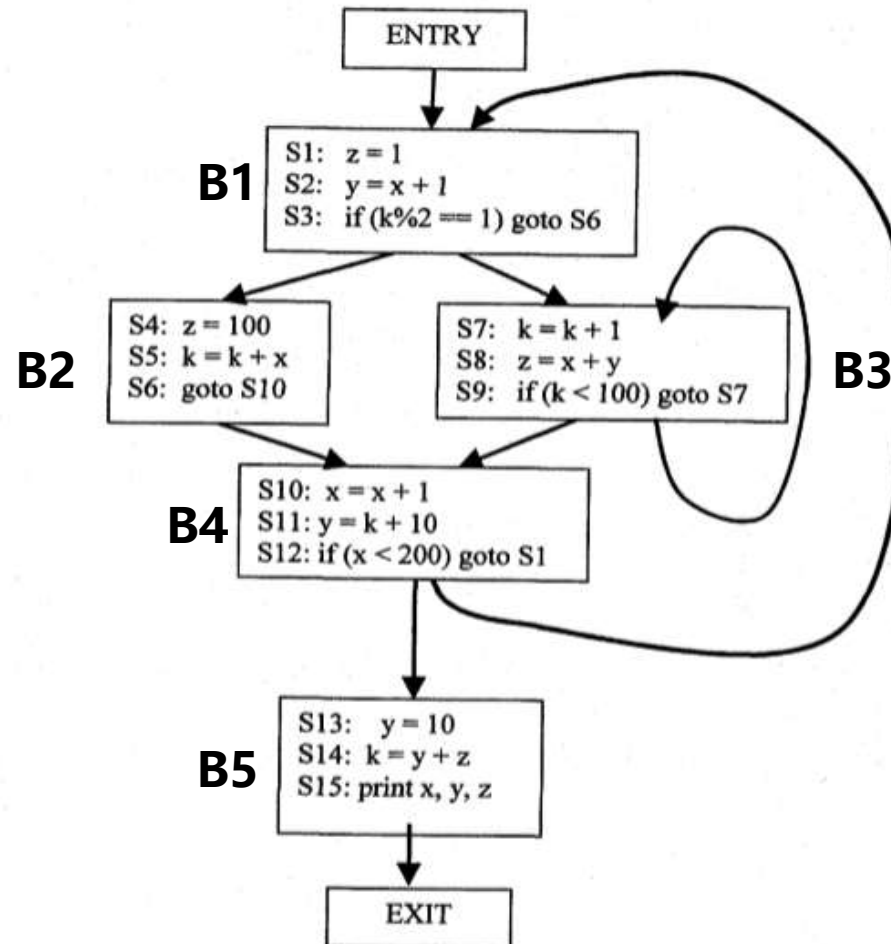 ENTRY
B1
S1: z = 1
S2: y = x + 1
S3: if (k%2 == 1) goto S6
B2
S4: z = 100
S5: k = k + x
S6: goto S10
S7: k = k + 1
S8: z = x + y
S9: if (k < 100) goto S7
B3
B4
S10: x = x + 1
S11: y = k + 10
S12: if (x < 200) goto S1
B5
S13: y = 10
S14: k = y + z
S15: print x, y, z
EXIT